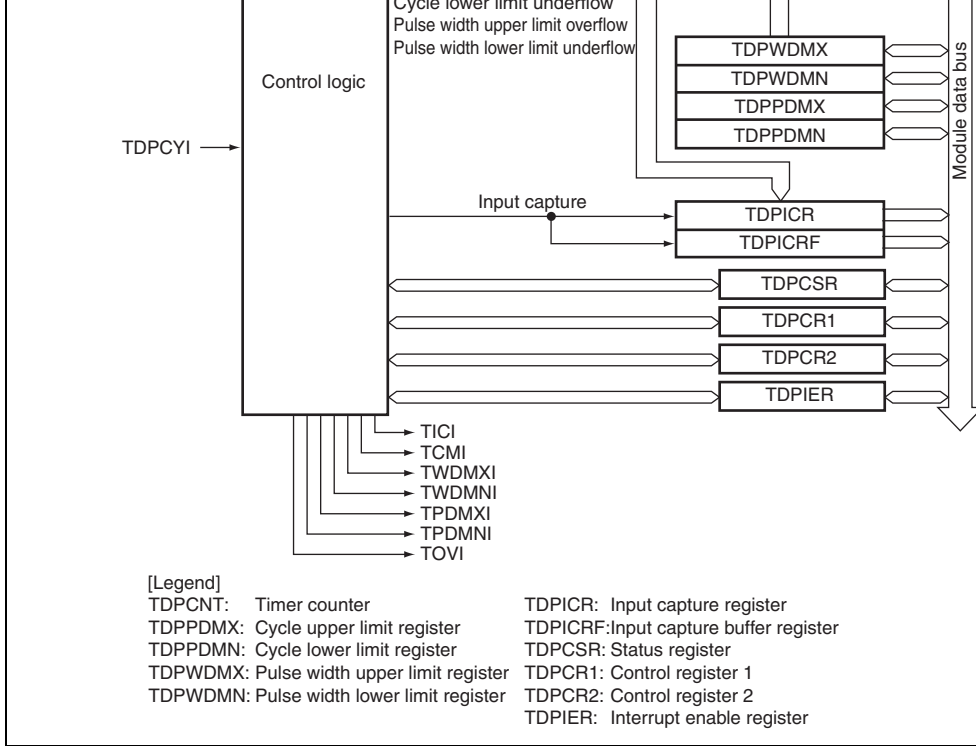 Cycle lower limit underflow
Pulse width upper limit overflow
Pulse width lower limit underflow
Control logic
TDPCYI
TDPWDMX
TDPWDMN
TDPPDMX
TDPPDMN
Module data bus
Input capture
TDPICR
TDPICRF
TDPCSR
TDPCR1
TDPCR2
TDPIER
TICI
TCMI
TWDMXI
TWDMNI
TPDMXI
TPDMNI
TOVI
[Legend]
TDPCNT: Timer counter
TDPPDMX: Cycle upper limit register
TDPPDMN: Cycle lower limit register
TDPWDMX: Pulse width upper limit register
TDPWDMN: Pulse width lower limit register
TDPICR: Input capture register
TDPICRF:Input capture buffer register
TDPCSR: Status register
TDPCR1: Control register 1
TDPCR2: Control register 2
TDPIER: Interrupt enable register